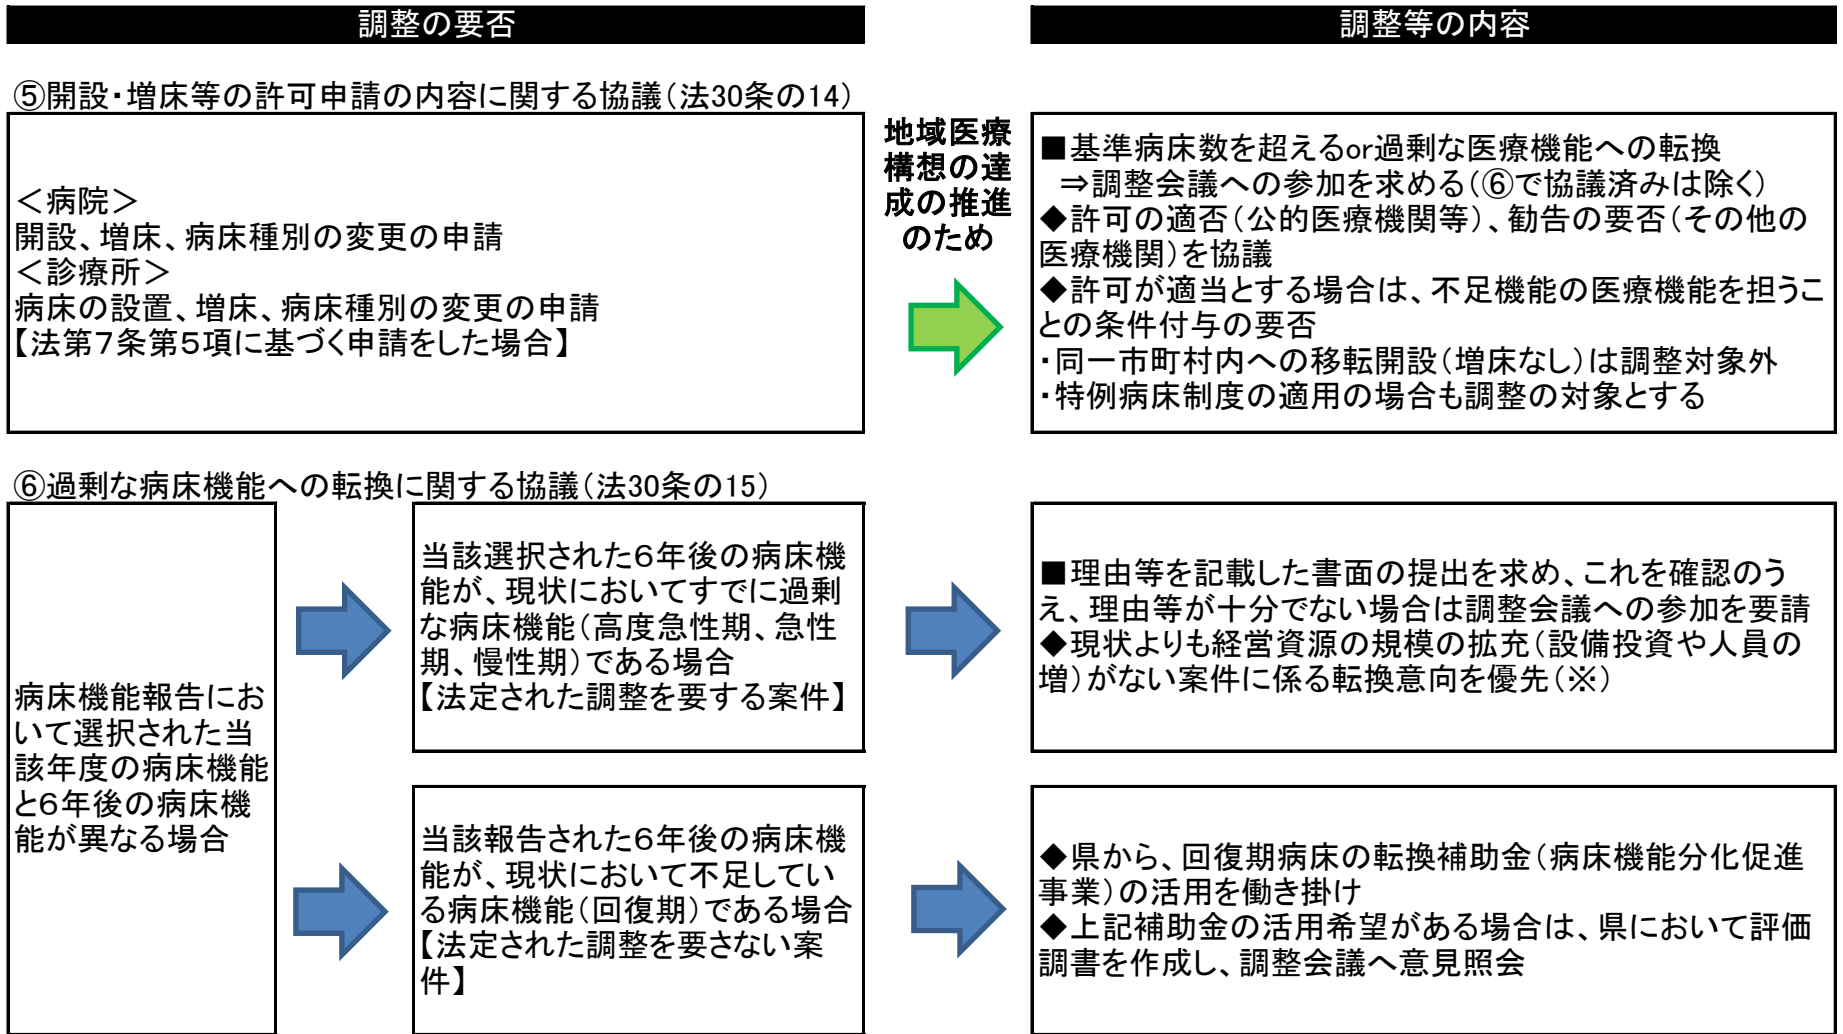 調整の要否
調整等の内容
⑤開設・増床等の許可申請の内容に関する協議（法30条の14）
＜病院＞
開設、増床、病床種別の変更の申請
＜診療所＞
病床の設置、増床、病床種別の変更の申請
【法第７条第５項に基づく申請をした場合】
地域医療
構想の達
成の推進
のため
■基準病床数を超えるor過剰な医療機能への転換
⇒調整会議への参加を求める（⑥で協議済みは除く）
◆許可の適否（公的医療機関等）、勧告の要否（その他の
医療機関）を協議
◆許可が適当とする場合は、不足機能の医療機能を担うこ
との条件付与の要否
・同一市町村内への移転開設（増床なし）は調整対象外
・特例病床制度の適用の場合も調整の対象とする
⑥過剰な病床機能への転換に関する協議（法30条の15）
病床機能報告にお
いて選択された当
該年度の病床機能
と６年後の病床機
能が異なる場合
当該選択された６年後の病床機
能が、現状においてすでに過剰
な病床機能（高度急性期、急性
期、慢性期）である場合
【法定された調整を要する案件】
■理由等を記載した書面の提出を求め、これを確認のう
え、理由等が十分でない場合は調整会議への参加を要請
◆現状よりも経営資源の規模の拡充（設備投資や人員の
増）がない案件に係る転換意向を優先（※）
当該報告された６年後の病床機
能が、現状において不足してい
る病床機能（回復期）である場合
【法定された調整を要さない案
件】
◆県から、回復期病床の転換補助金（病床機能分化促進
事業）の活用を働き掛け
◆上記補助金の活用希望がある場合は、県において評価
調書を作成し、調整会議へ意見照会